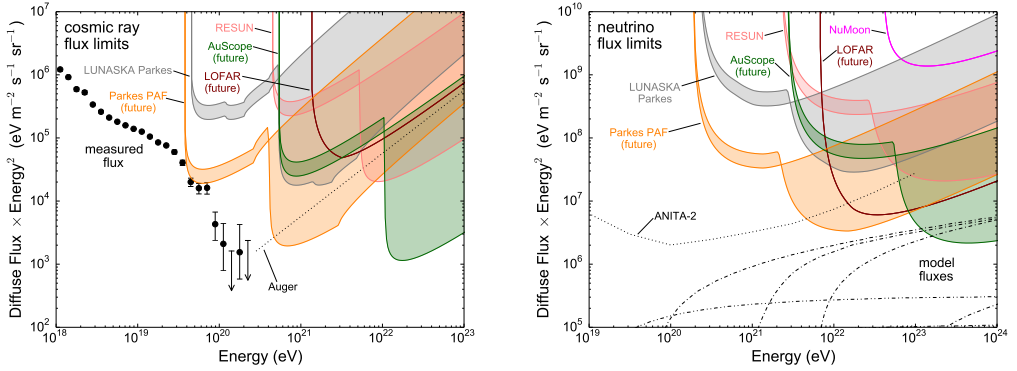 cosmic ray
flux limits
RESUN
AuScope
(future)
LOFAR
(future)
LUNASKA Parkes
Parkes PAF
(future)
measured
flux
Auger
Diffuse Flux × Energy² (eV m⁻² s⁻¹ sr⁻¹)
10⁷
10⁶
10⁵
10⁴
10³
10²
10¹⁸
10¹⁹
10²⁰
10²¹
10²²
10²³
Energy (eV)
neutrino
flux limits
RESUN
NuMoon
AuScope
(future)
LOFAR
(future)
LUNASKA
Parkes
Parkes PAF
(future)
ANITA-2
model
fluxes
Diffuse Flux × Energy² (eV m⁻² s⁻¹ sr⁻¹)
10¹⁰
10⁹
10⁸
10⁷
10⁶
10⁵
10¹⁹
10²⁰
10²¹
10²²
10²³
10²⁴
Energy (eV)